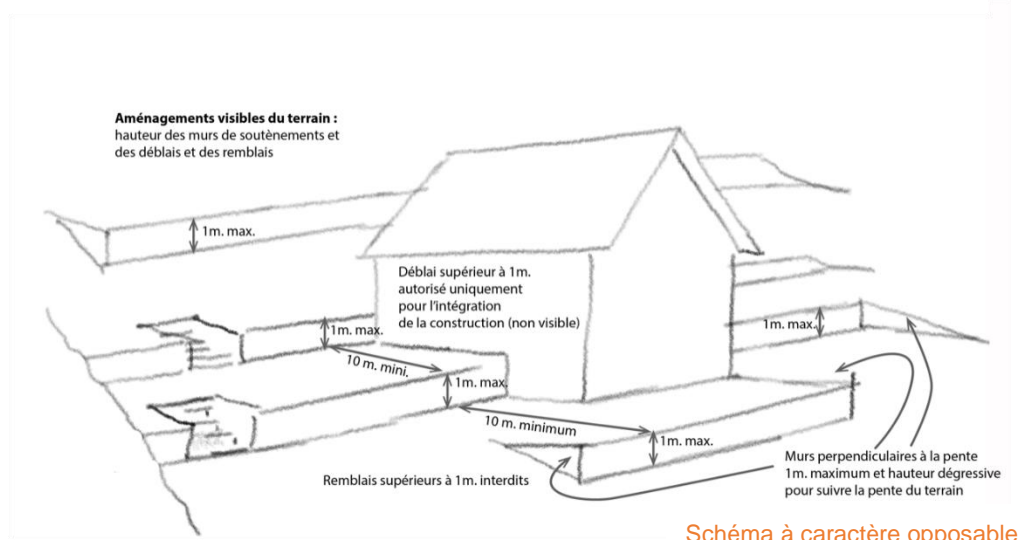 Aménagements visibles du terrain :
hauteur des murs de soutènements et
des déblais et des remblais
1m. max.
Déblai supérieur à 1m.
autorisé uniquement
pour l'intégration
de la construction (non visible)
1m. max.
10 m. mini.
1m. max.
1m. max.
10 m. minimum
1m. max.
Remblais supérieurs à 1m. interdits
Murs perpendiculaires à la pente
1m. maximum et hauteur dégressive
pour suivre la pente du terrain
Schéma à caractère opposable